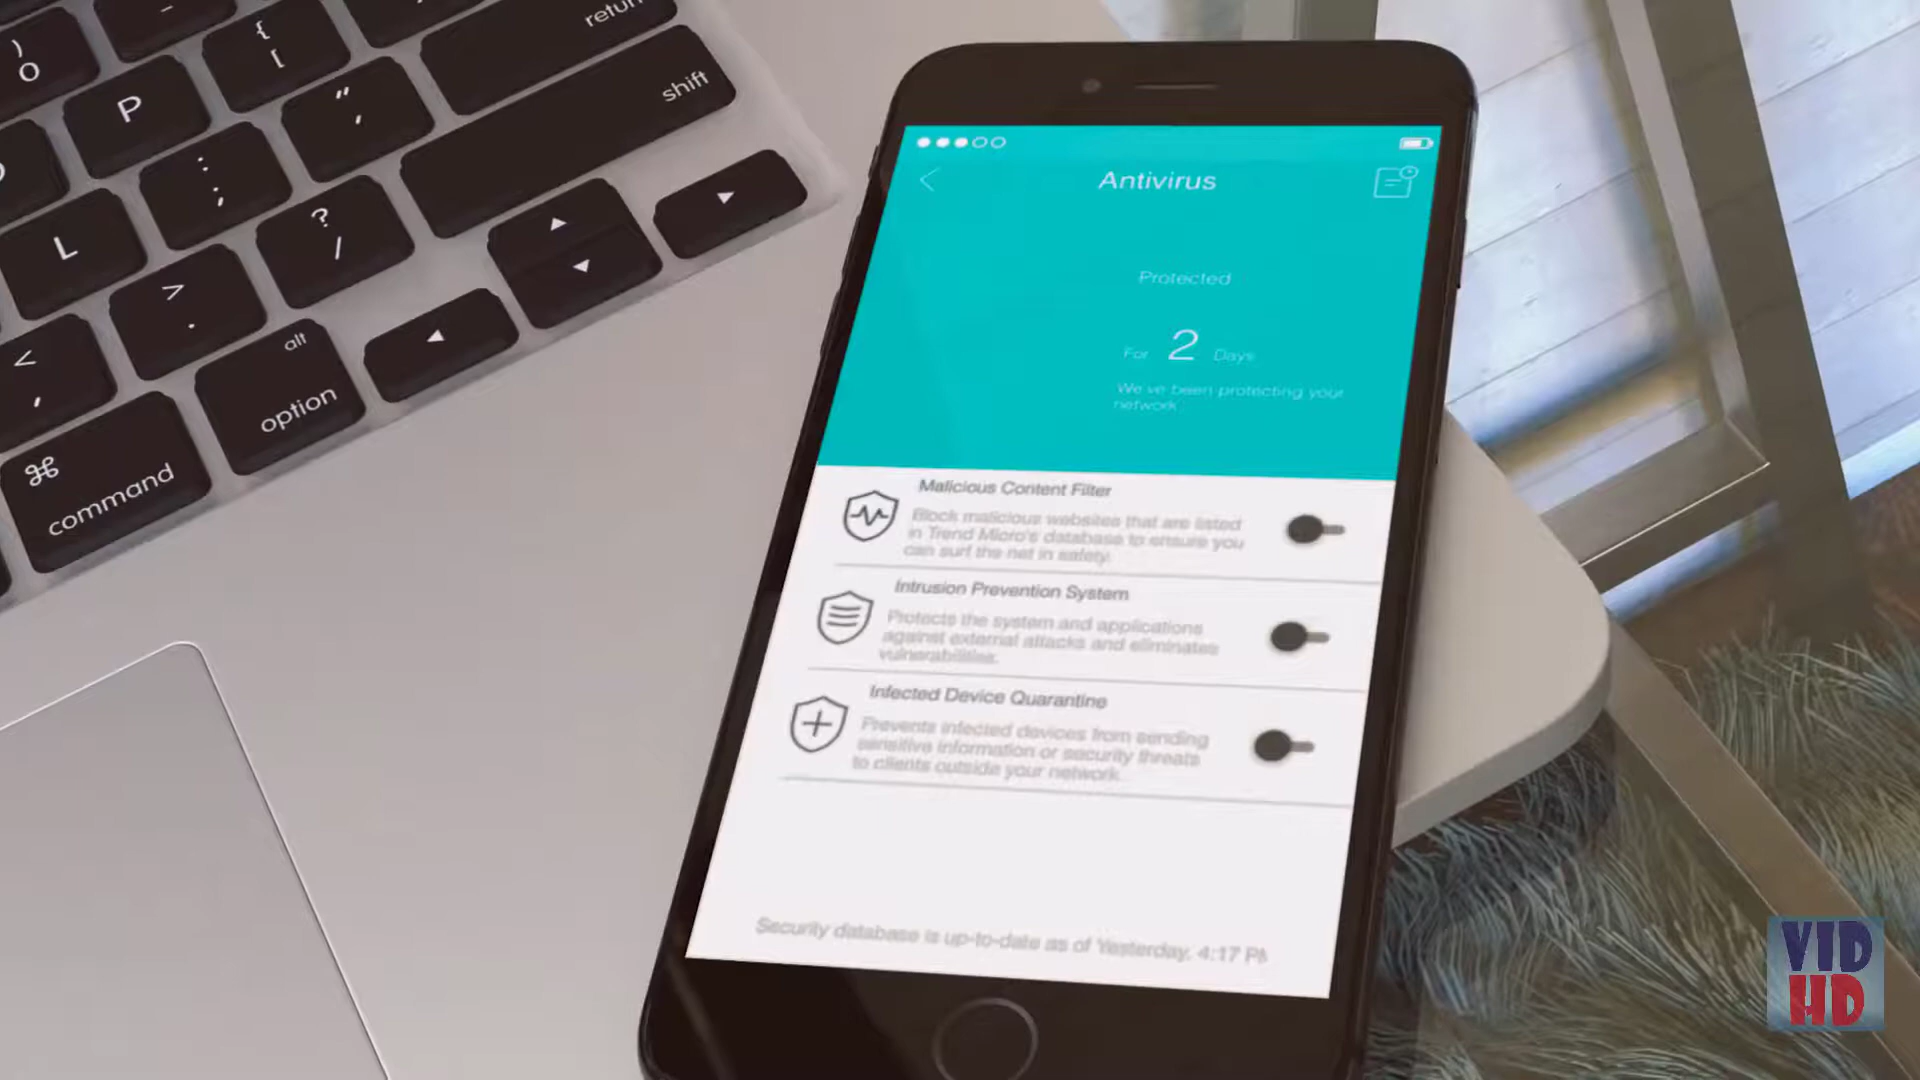 ) 0
P
{ [
return
" '
shift
L
: ;
? /
> .
< ,
alt
option
⌘
command
Antivirus
Protected
For 2 Days
We've been protecting your
network
Malicious Content Filter
Block malicious websites that are listed
in Trend Micro's database to ensure you
can surf the net in safety.
Intrusion Prevention System
Protects the system and applications
against external attacks and eliminates
vulnerabilities.
Infected Device Quarantine
Prevents infected devices from sending
sensitive information or security threats
to clients outside your network.
Security database is up-to-date as of Yesterday, 4:17 PM
VID
HD